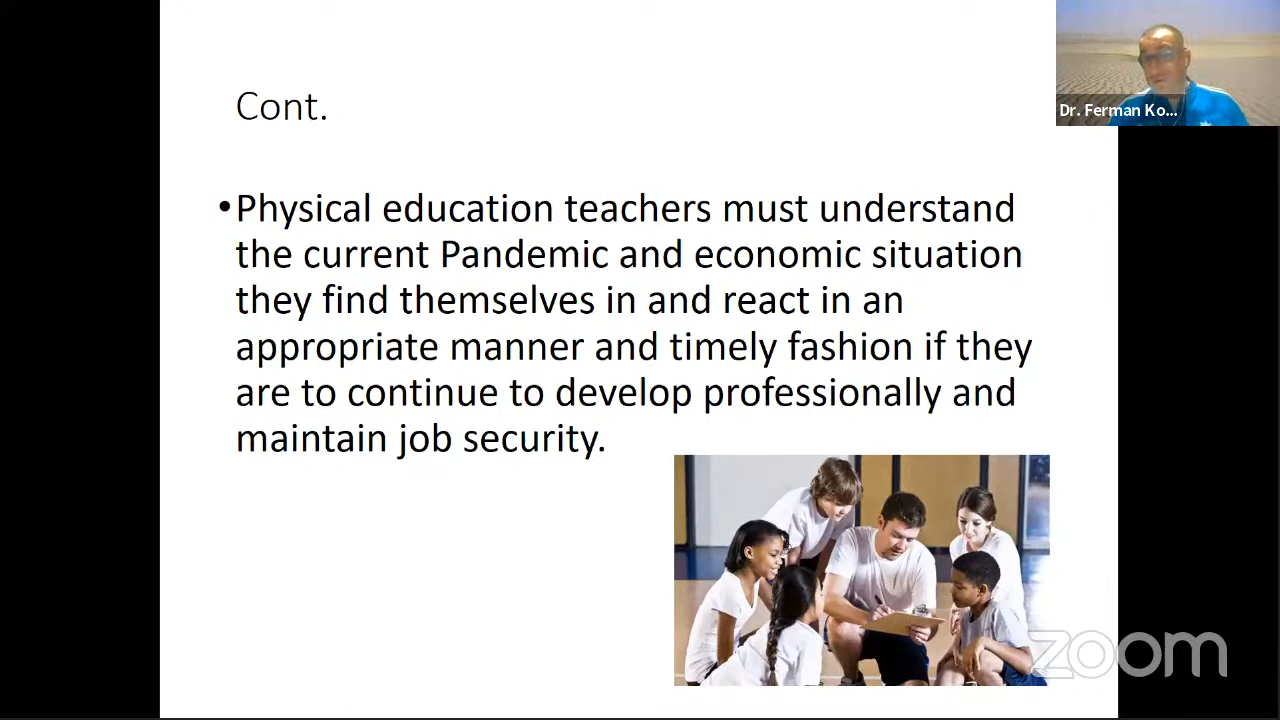 Cont.
•Physical education teachers must understand
the current Pandemic and economic situation
they find themselves in and react in an
appropriate manner and timely fashion if they
are to continue to develop professionally and
maintain job security.
Dr. Ferman Ko...
zoom